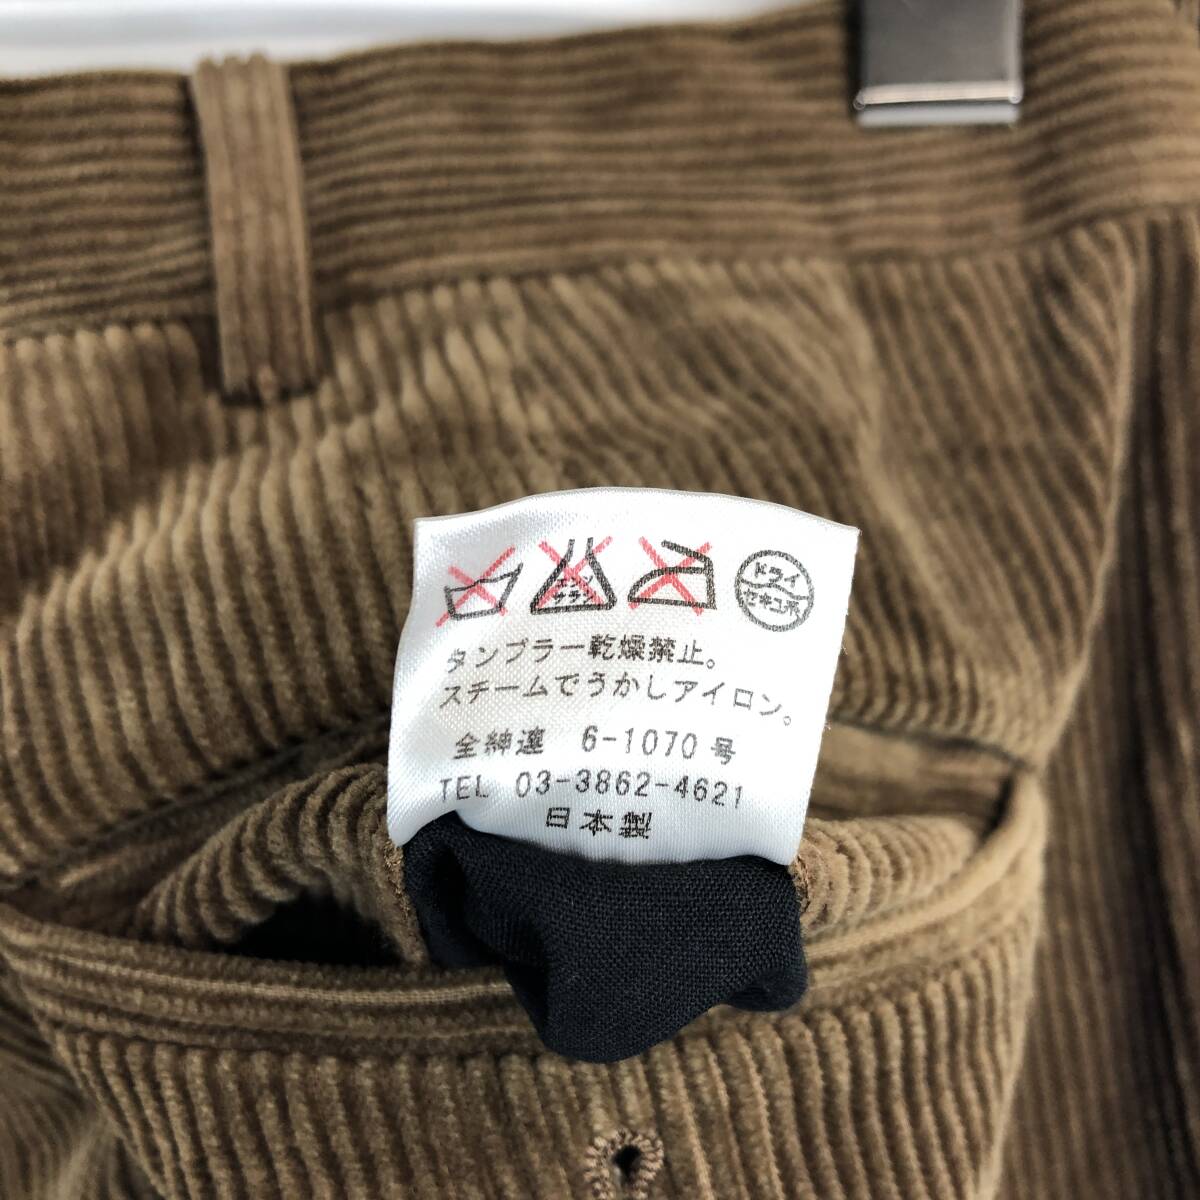 エンソ
サラシ
ドライ
セキユ系
タンブラー乾燥禁止。
スチームでうかしアイロン。
全紳連 6-1070号
TEL 03-3862-4621
日本製